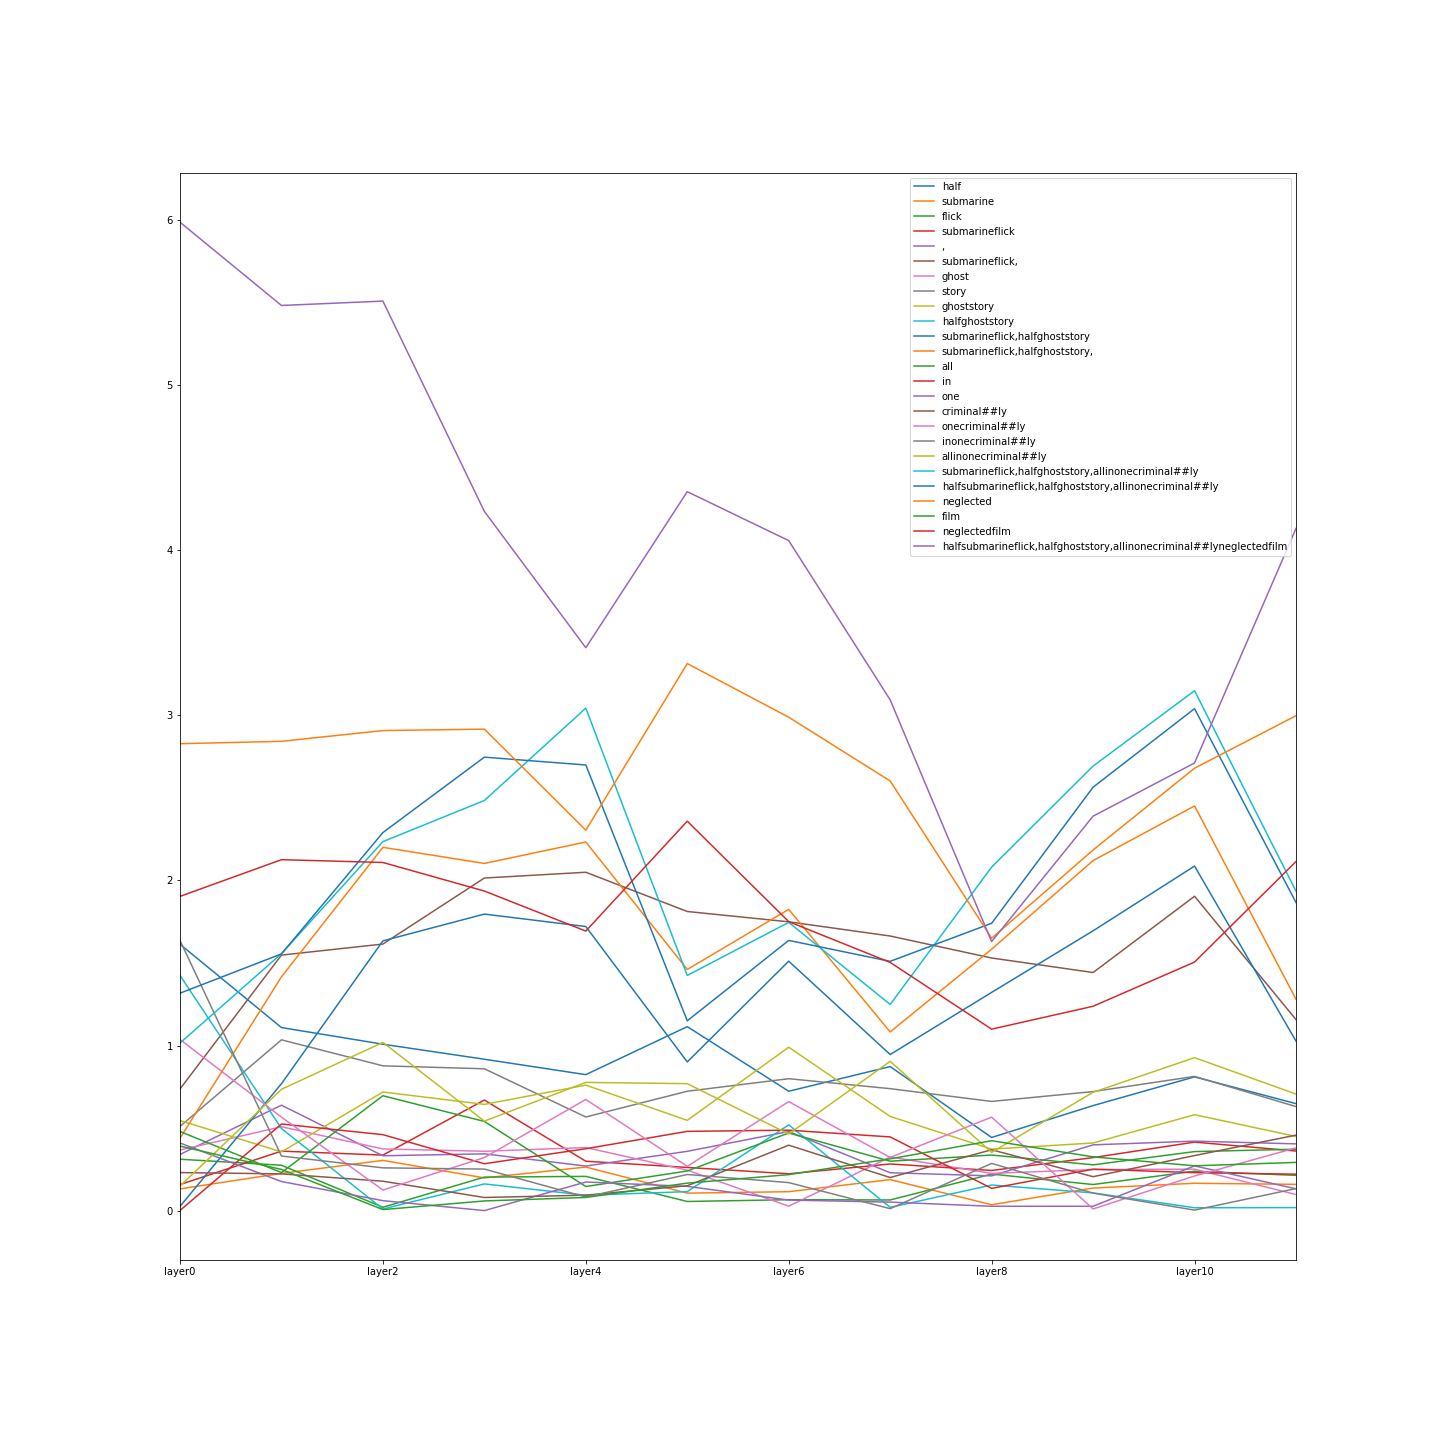 6
5
4
3
2
1
0
layer0 layer2 layer4 layer6 layer8 layer10
half
submarine
flick
submarineflick
,
submarineflick,
ghost
story
ghoststory
halfghoststory
submarineflick,halfghoststory
submarineflick,halfghoststory,
all
in
one
criminal##ly
onecriminal##ly
inonecriminal##ly
allinonecriminal##ly
submarineflick,halfghoststory,allinonecriminal##ly
halfsubmarineflick,halfghoststory,allinonecriminal##ly
neglected
film
neglectedfilm
halfsubmarineflick,halfghoststory,allinonecriminal##lyneglectedfilm